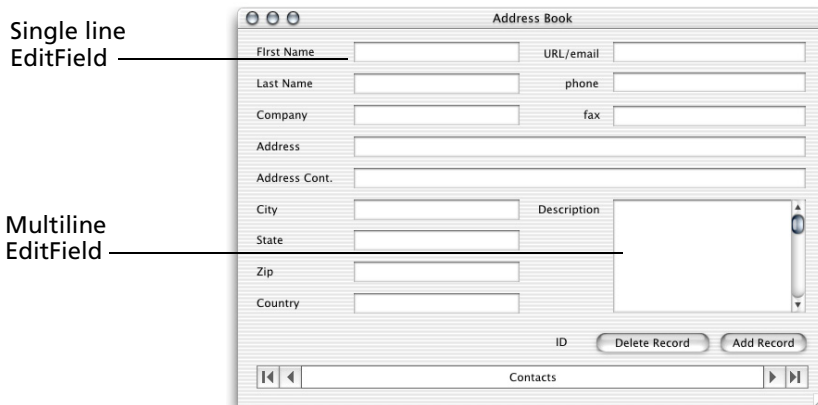 Single line
EditField
Multiline
EditField
Address Book
FIrst Name
URL/email
Last Name
phone
Company
fax
Address
Address Cont.
City
Description
State
Zip
Country
ID
Delete Record
Add Record
Contacts